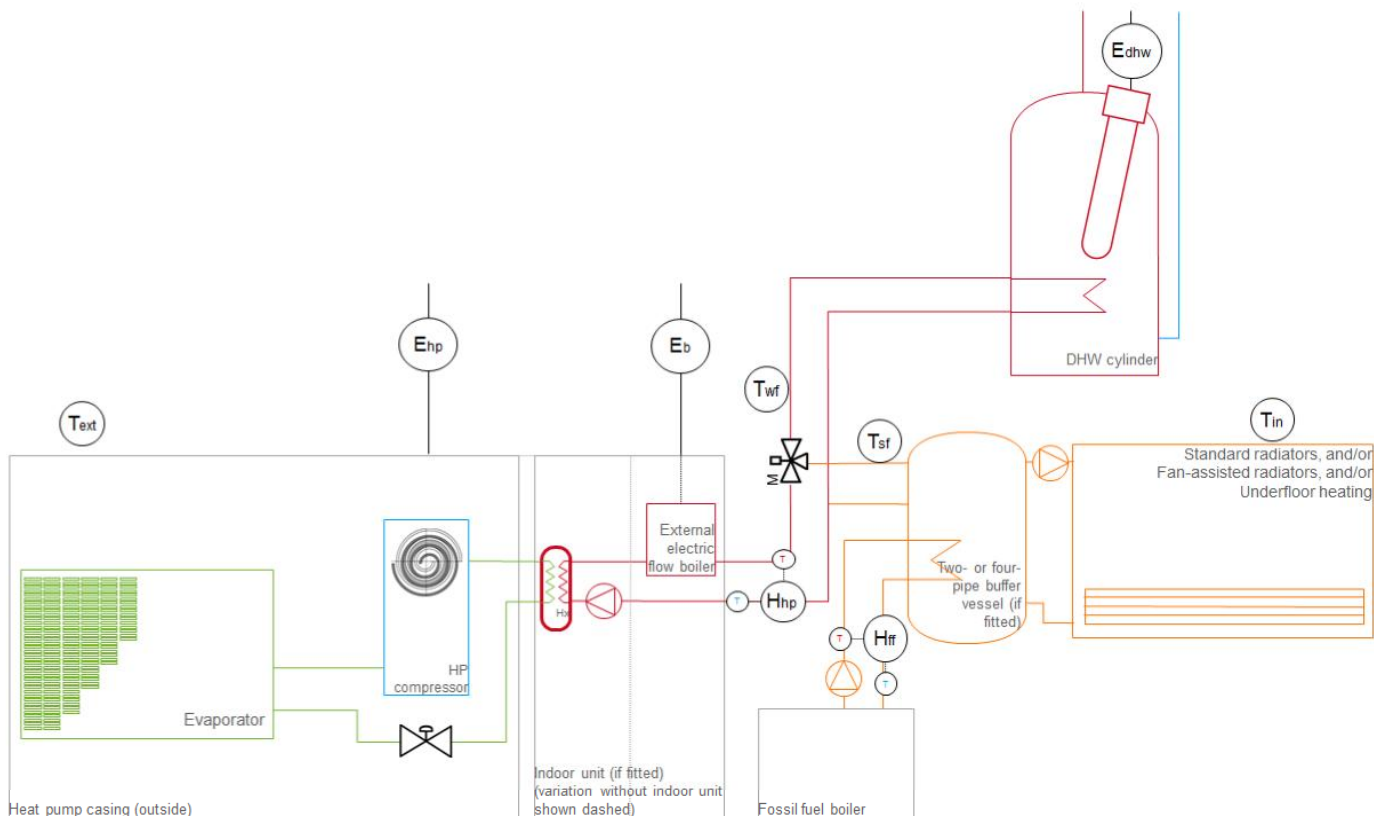 Edhw
DHW cylinder
Ehp
Eb
Twf
Text
Tsf
Tin
Standard radiators, and/or
Fan-assisted radiators, and/or
Underfloor heating
M
External
electric
flow boiler
T
T
Hhp
Hx
Two- or four-
pipe buffer
vessel (if
fitted)
T
Hff
T
HP
compressor
Evaporator
Indoor unit (if fitted)
(variation without indoor unit
shown dashed)
Heat pump casing (outside)
Fossil fuel boiler